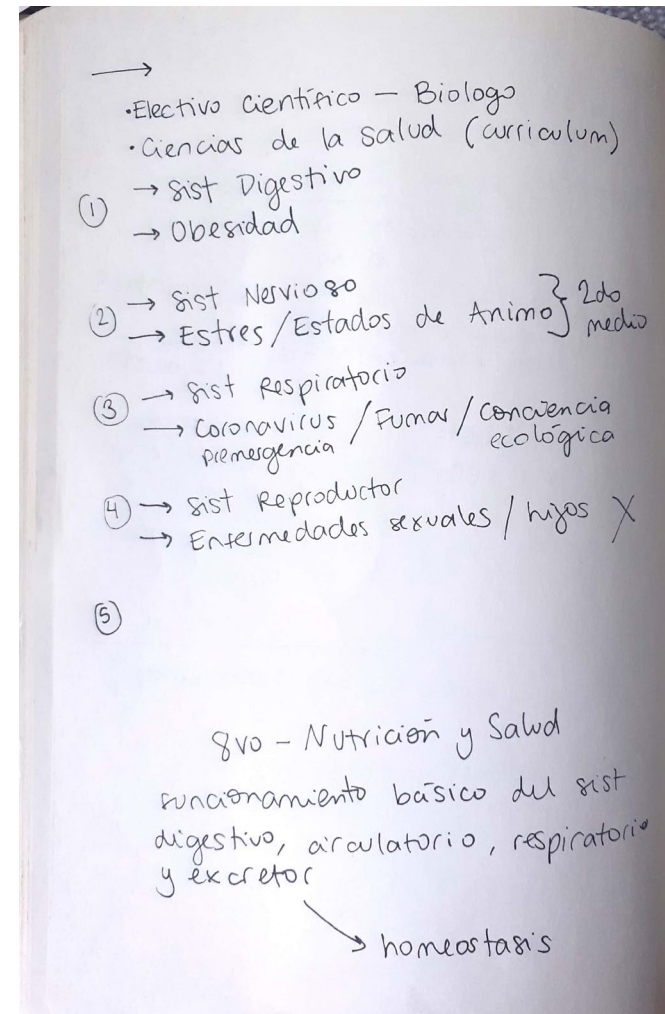 →
• Electivo Científico – Biologo
• Ciencias de la Salud (curriculum)
① → Sist Digestivo
→ Obesidad
② → Sist Nervioso
→ Estres / Estados de Animo } 2do medio
③ → Sist Respiratorio
→ Coronavirus / Fumar / Conciencia ecológica
premergencia
④ → Sist Reproductor
→ Enfermedades sexuales / hijos X
⑤
8vo – Nutrición y Salud
funcionamiento básico del sist
digestivo, circulatorio, respiratorio
y excretor
→ homeostasis